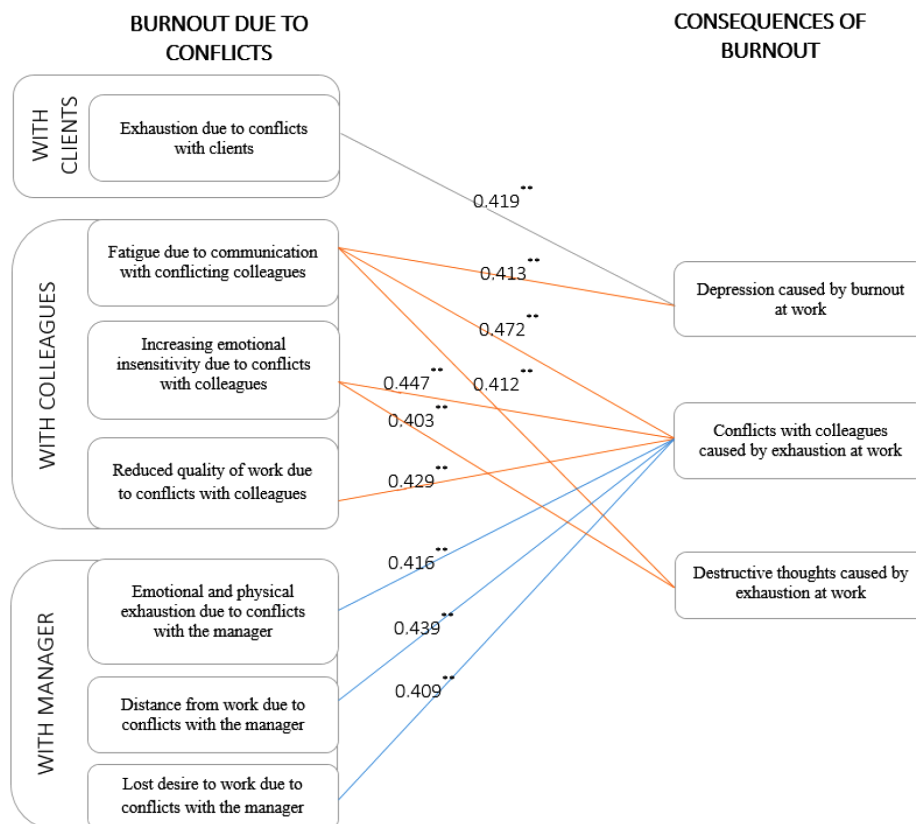 BURNOUT DUE TO
CONFLICTS
CONSEQUENCES OF
BURNOUT
WITH
CLIENTS
Exhaustion due to conflicts
with clients
0.419**
WITH COLLEAGUES
Fatigue due to communication
with conflicting colleagues
0.413**
Depression caused by burnout
at work
0.472**
Increasing emotional
insensitivity due to conflicts
with colleagues
0.447**
0.412**
0.403**
Conflicts with colleagues
caused by exhaustion at work
Reduced quality of work due
to conflicts with colleagues
0.429**
WITH MANAGER
Emotional and physical
exhaustion due to conflicts
with the manager
0.416**
Destructive thoughts caused by
exhaustion at work
0.439**
Distance from work due to
conflicts with the manager
0.409**
Lost desire to work due to
conflicts with the manager